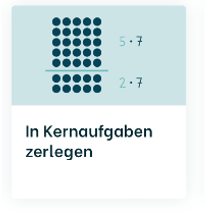 5 · 7
2 · 7
In Kernaufgaben
zerlegen